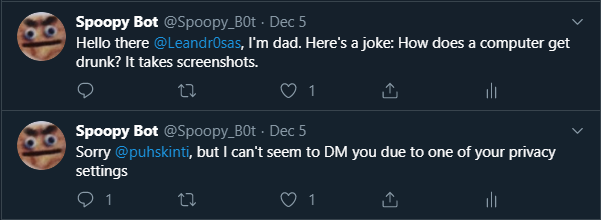 Spoopy Bot @Spoopy_B0t · Dec 5
Hello there @Leandr0sas, I'm dad. Here's a joke: How does a computer get
drunk? It takes screenshots.
1
Spoopy Bot @Spoopy_B0t · Dec 5
Sorry @puhskinti, but I can't seem to DM you due to one of your privacy
settings
1 1